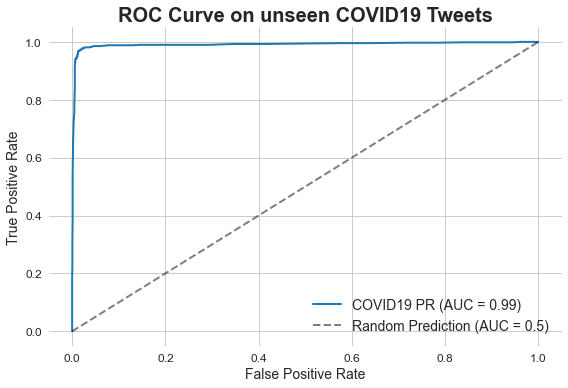 ROC Curve on unseen COVID19 Tweets
True Positive Rate
1.0
0.8
0.6
0.4
0.2
0.0
COVID19 PR (AUC = 0.99)
Random Prediction (AUC = 0.5)
0.0 0.2 0.4 0.6 0.8 1.0
False Positive Rate